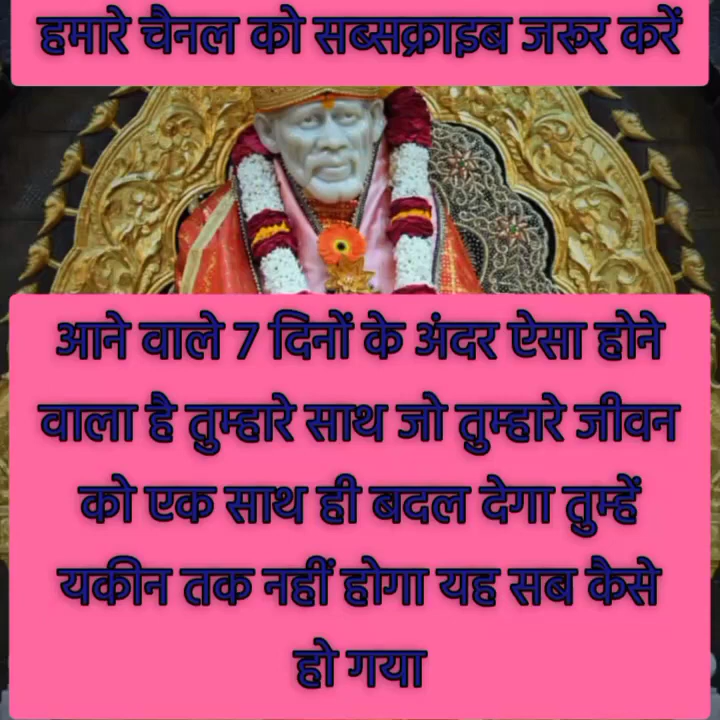 हमारे चैनल को सब्सक्राइब जरूर करें
आने वाले 7 दिनों के अंदर ऐसा होने
वाला है तुम्हारे साथ जो तुम्हारे जीवन
को एक साथ ही बदल देगा तुम्हें
यकीन तक नहीं होगा यह सब कैसे
हो गया